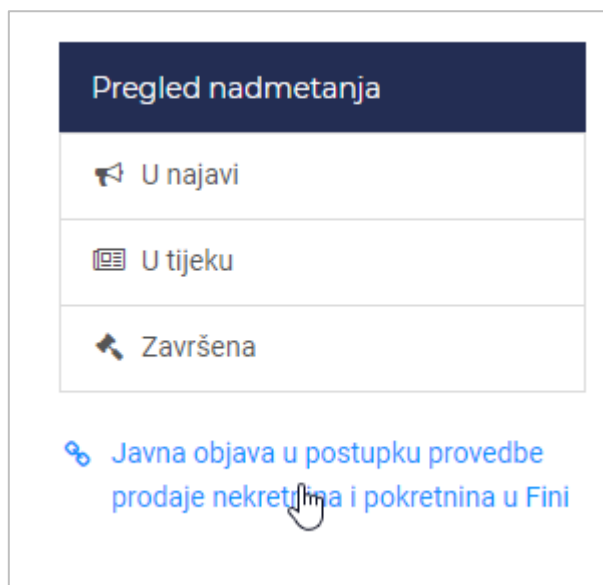 Pregled nadmetanja
U najavi
U tijeku
Završena
Javna objava u postupku provedbe
prodaje nekretnina i pokretnina u Fini